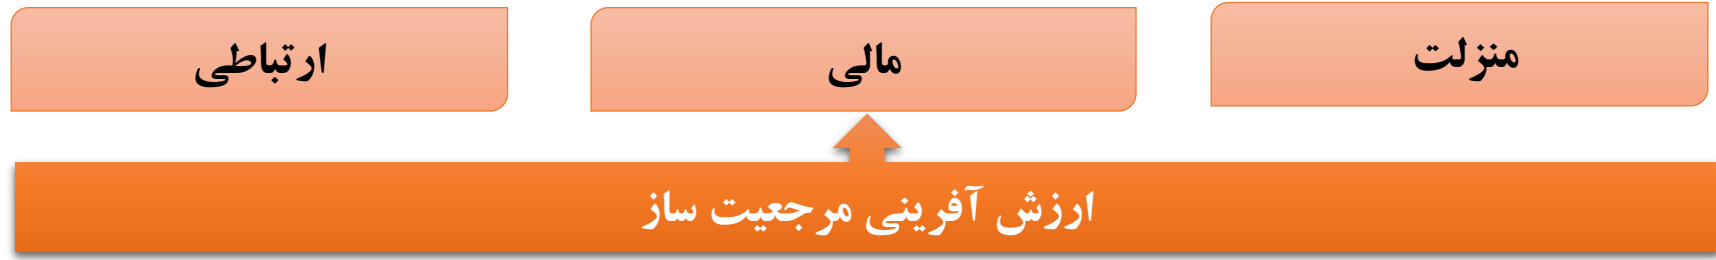 منزلت
مالی
ارتباطی
ارزش آفرینی مرجعیت ساز